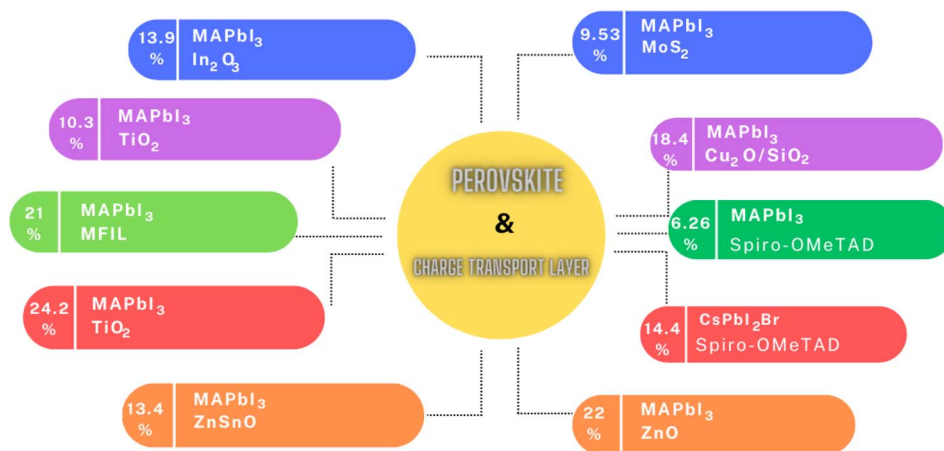 13.9
%
MAPbI₃
In₂O₃
9.53
%
MAPbI₃
MoS₂
10.3
%
MAPbI₃
TiO₂
18.4
%
MAPbI₃
Cu₂O/SiO₂
PEROVSKITE
&
CHARGE TRANSPORT LAYER
21
%
MAPbI₃
MFIL
6.26
%
MAPbI₃
Spiro-OMeTAD
24.2
%
MAPbI₃
TiO₂
14.4
%
CsPbI₂Br
Spiro-OMeTAD
13.4
%
MAPbI₃
ZnSnO
22
%
MAPbI₃
ZnO